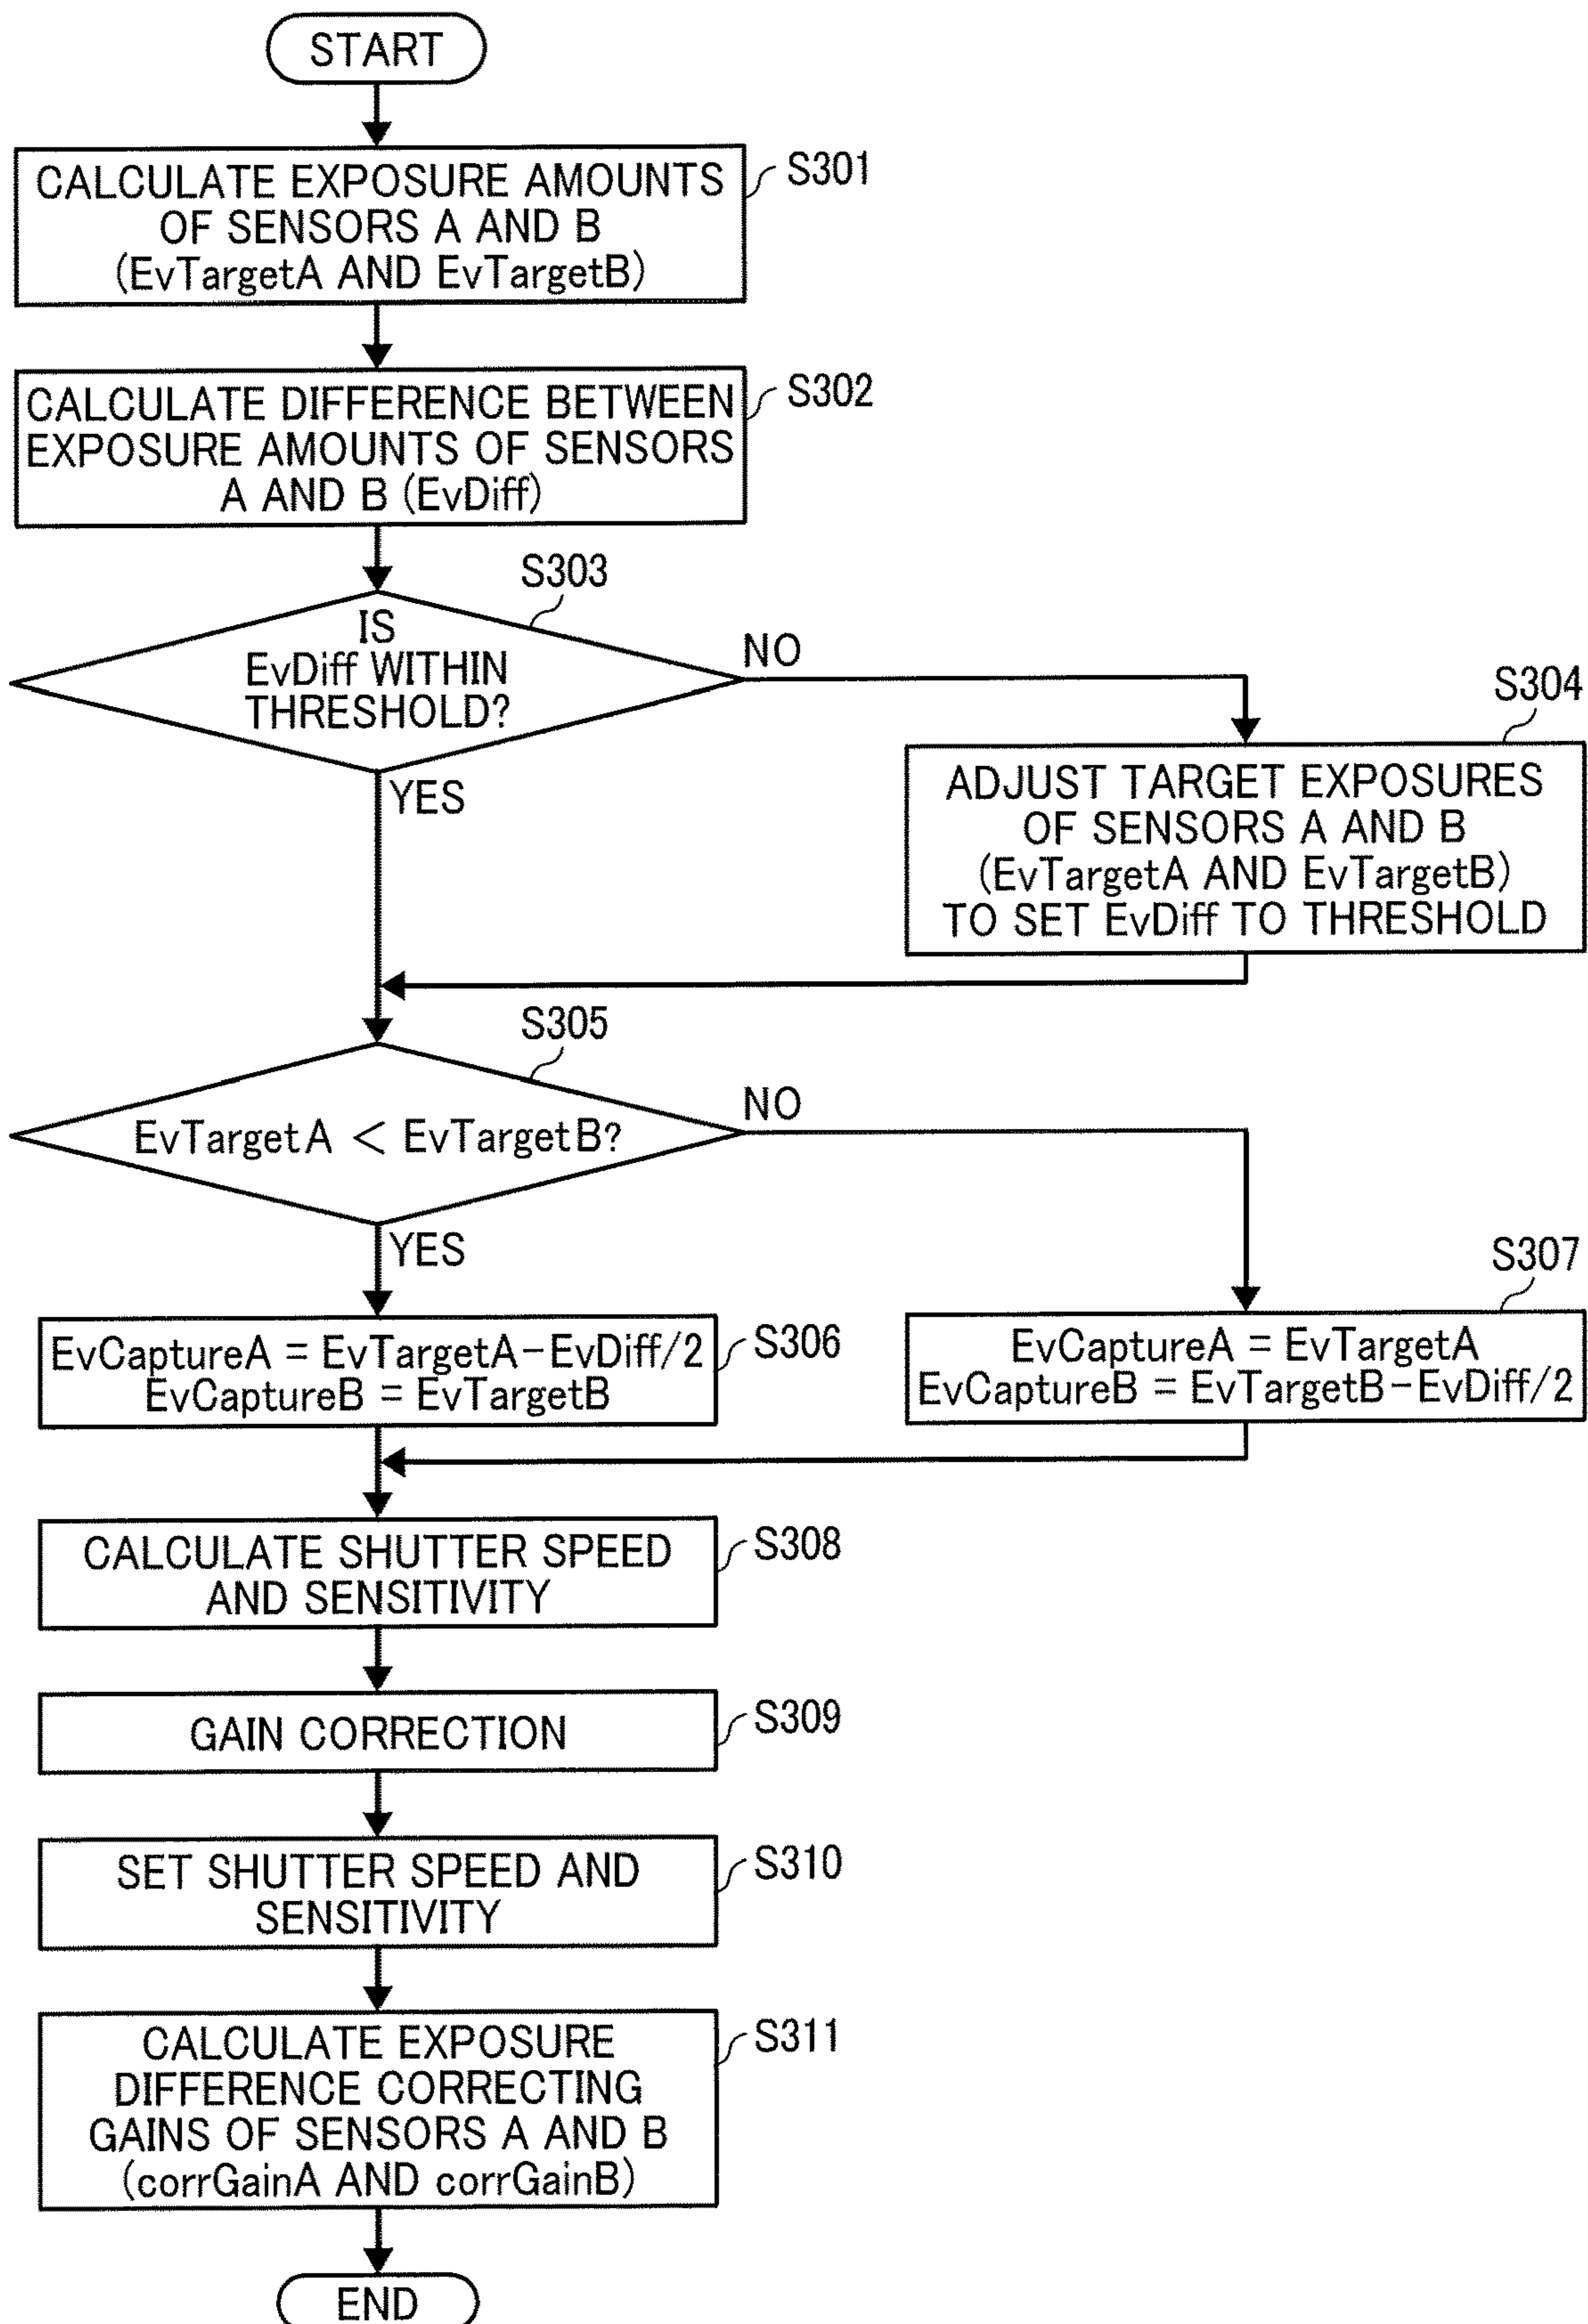 START
CALCULATE EXPOSURE AMOUNTS
OF SENSORS A AND B
(EvTargetA AND EvTargetB)
S301
CALCULATE DIFFERENCE BETWEEN
EXPOSURE AMOUNTS OF SENSORS
A AND B (EvDiff)
S302
S303
IS
EvDiff WITHIN
THRESHOLD?
NO
YES
S304
ADJUST TARGET EXPOSURES
OF SENSORS A AND B
(EvTargetA AND EvTargetB)
TO SET EvDiff TO THRESHOLD
S305
EvTargetA < EvTargetB?
NO
YES
EvCaptureA = EvTargetA-EvDiff/2
EvCaptureB = EvTargetB
S306
S307
EvCaptureA = EvTargetA
EvCaptureB = EvTargetB-EvDiff/2
CALCULATE SHUTTER SPEED
AND SENSITIVITY
S308
GAIN CORRECTION
S309
SET SHUTTER SPEED AND
SENSITIVITY
S310
CALCULATE EXPOSURE
DIFFERENCE CORRECTING
GAINS OF SENSORS A AND B
(corrGainA AND corrGainB)
S311
END